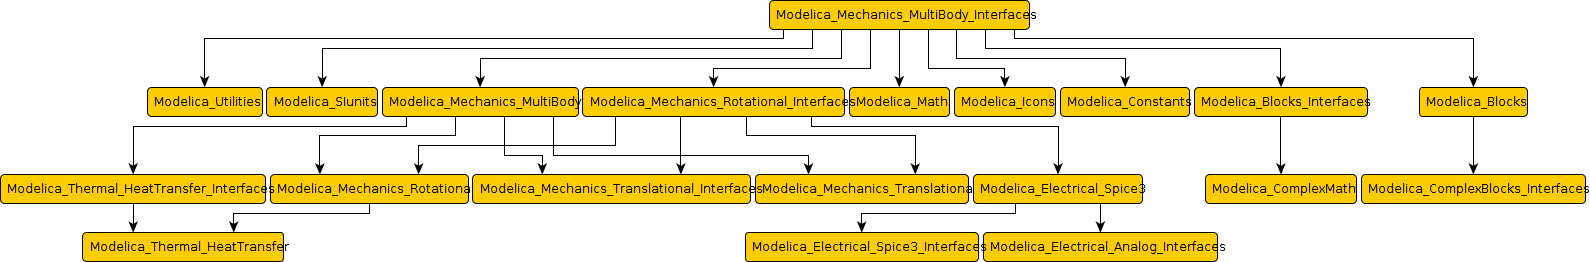 Modelica_Mechanics_MultiBody_Interfaces
Modelica_Utilities
Modelica_SIunits
Modelica_Mechanics_MultiBody
Modelica_Mechanics_Rotational_Interfaces
Modelica_Math
Modelica_Icons
Modelica_Constants
Modelica_Blocks_Interfaces
Modelica_Blocks
Modelica_Thermal_HeatTransfer_Interfaces
Modelica_Mechanics_Rotational
Modelica_Mechanics_Translational_Interfaces
Modelica_Mechanics_Translational
Modelica_Electrical_Spice3
Modelica_ComplexMath
Modelica_ComplexBlocks_Interfaces
Modelica_Thermal_HeatTransfer
Modelica_Electrical_Spice3_Interfaces
Modelica_Electrical_Analog_Interfaces